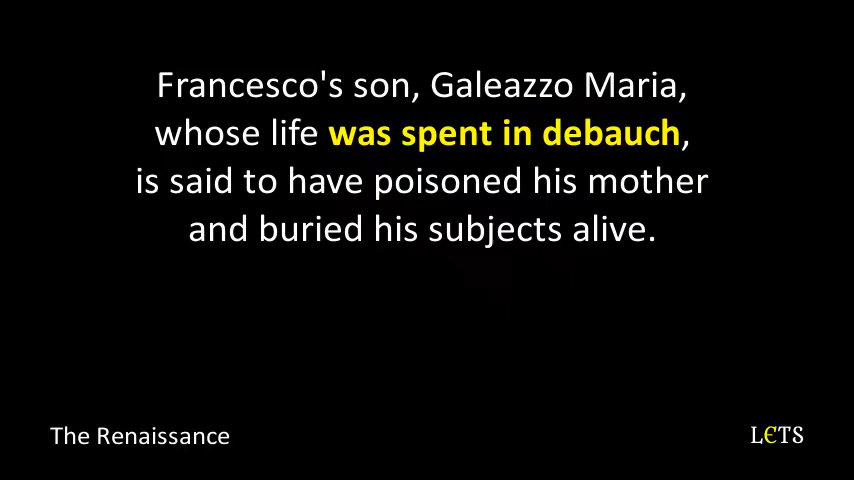 Francesco's son, Galeazzo Maria,
whose life was spent in debauch,
is said to have poisoned his mother
and buried his subjects alive.
The Renaissance
LЄTS